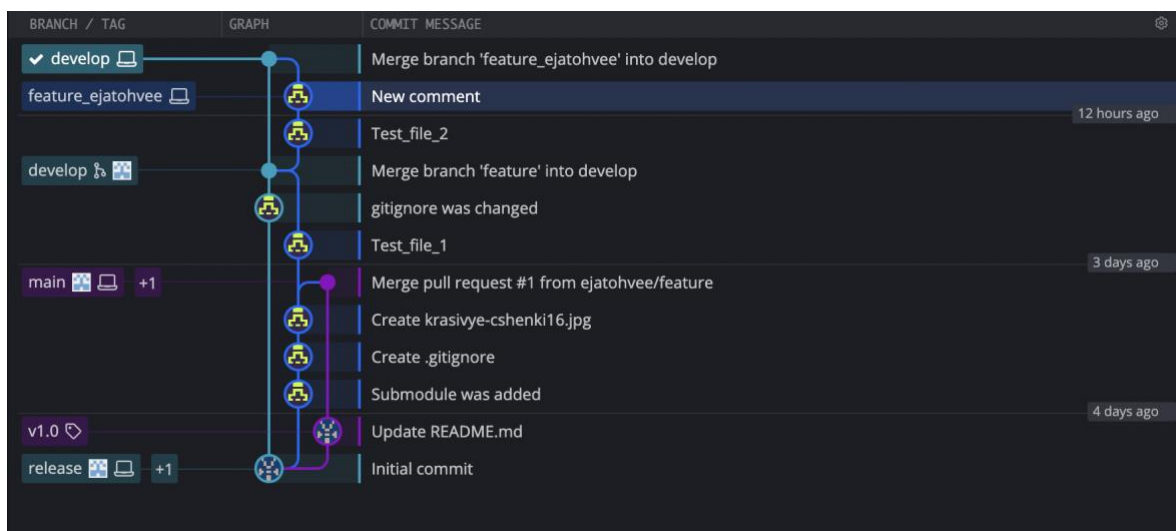 BRANCH / TAG GRAPH COMMIT MESSAGE
develop Merge branch 'feature_ejatohvee' into develop
feature_ejatohvee New comment
12 hours ago
Test_file_2
develop Merge branch 'feature' into develop
gitignore was changed
Test_file_1
3 days ago
main +1 Merge pull request #1 from ejatohvee/feature
Create krasivye-cshenki16.jpg
Create .gitignore
Submodule was added
4 days ago
v1.0 Update README.md
release +1 Initial commit